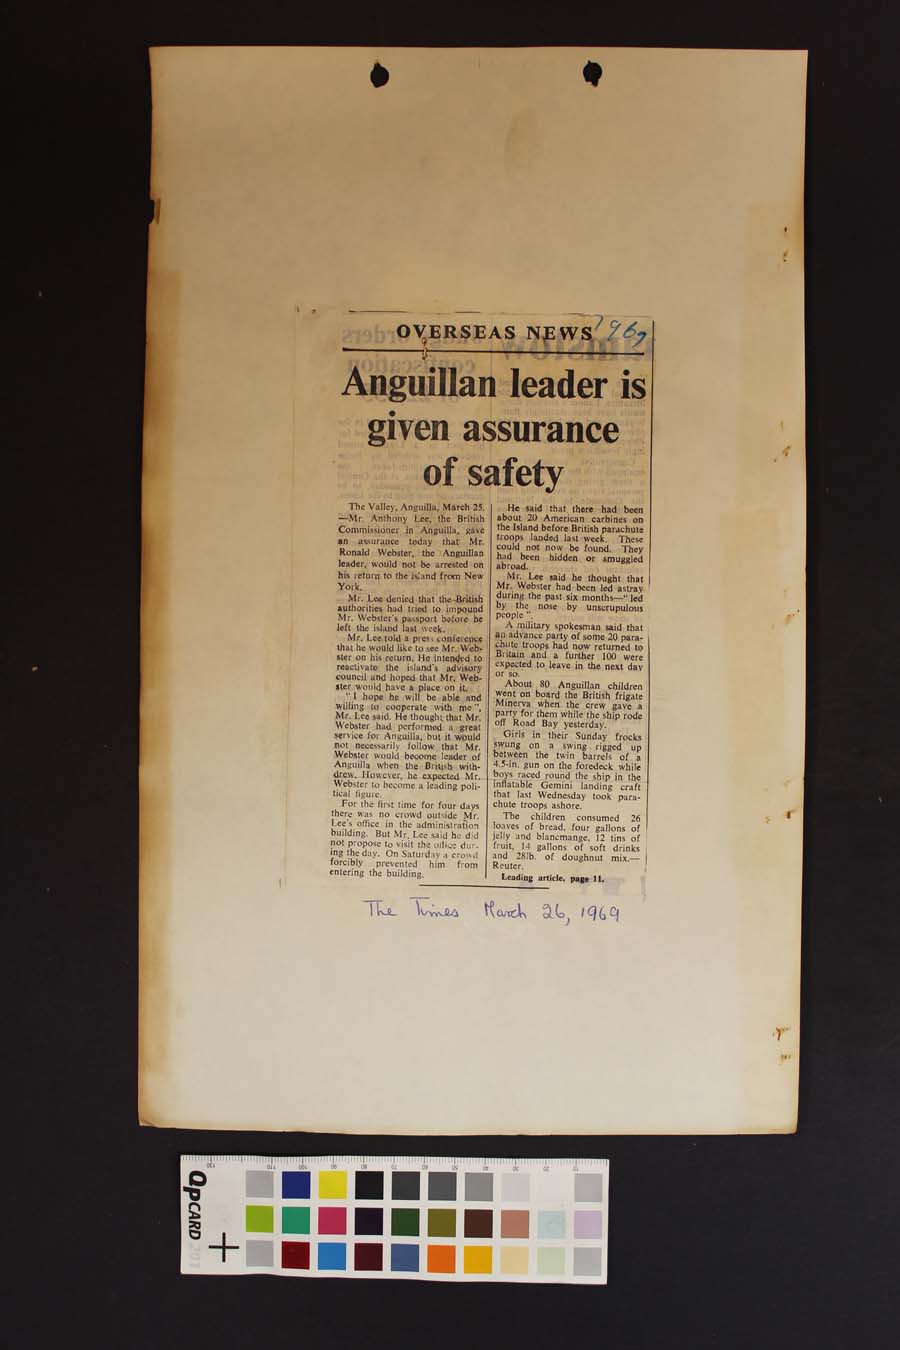 OVERSEAS NEWS
1969
Anguillan leader is
given assurance
of safety
The Valley, Anguilla, March 25.
—Mr. Anthony Lee, the British
Commissioner in Anguilla, gave
an assurance today that Mr.
Ronald Webster, the Anguillan
leader, would not be arrested on
his return to the island from New
York.
Mr. Lee denied that the British
authorities had tried to impound
Mr. Webster's passport before he
left the island last week.
Mr. Lee told a press conference
that he would like to see Mr. Web-
ster on his return. He intended to
reactivate the island's advisory
council and hoped that Mr. Web-
ster would have a place on it.
"I hope he will be able and
willing to cooperate with me",
Mr. Lee said. He thought that Mr.
Webster had performed a great
service for Anguilla, but it would
not necessarily follow that Mr.
Webster would become leader of
Anguilla when the British with-
drew. However, he expected Mr.
Webster to become a leading poli-
tical figure.
For the first time for four days
there was no crowd outside Mr.
Lee's office in the administration
building. But Mr. Lee said he did
not propose to visit the office dur-
ing the day. On Saturday a crowd
forcibly prevented him from
entering the building.
He said that there had been
about 20 American carbines on
the Island before British parachute
troops landed last week. These
could not now be found. They
had been hidden or smuggled
abroad.
Mr. Lee said he thought that
Mr. Webster had been led astray
during the past six months—"led
by the nose by unscrupulous
people".
A military spokesman said that
an advance party of some 20 para-
chute troops had now returned to
Britain and a further 100 were
expected to leave in the next day
or so.
About 80 Anguillan children
went on board the British frigate
Minerva when the crew gave a
party for them while the ship rode
off Road Bay yesterday.
Girls in their Sunday frocks
swung on a swing rigged up
between the twin barrels of a
4.5-in. gun on the foredeck while
boys raced round the ship in the
inflatable Gemini landing craft
that last Wednesday took para-
chute troops ashore.
The children consumed 26
loaves of bread, four gallons of
jelly and blancmange, 12 tins of
fruit, 14 gallons of soft drinks
and 28lb. of doughnut mix.—
Reuter.
Leading article, page 11.
The Times March 26, 1969
QPCARD 201